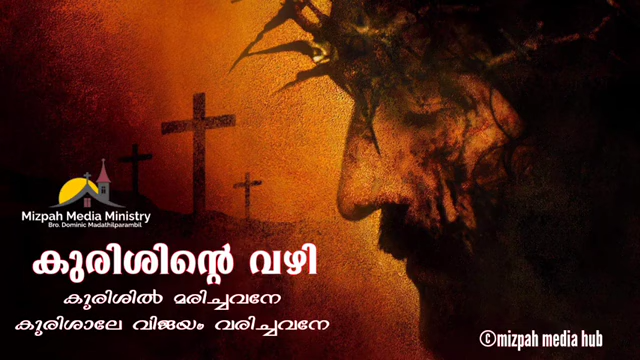 Mizpah Media Ministry
Bro. Dominic Madathilparambil
കുരിശിന്റെ വഴി
കുരിശിൽ മരിച്ചവനേ
കുരിശാലേ വിജയം വരിച്ചവനേ
©mizpah media hub